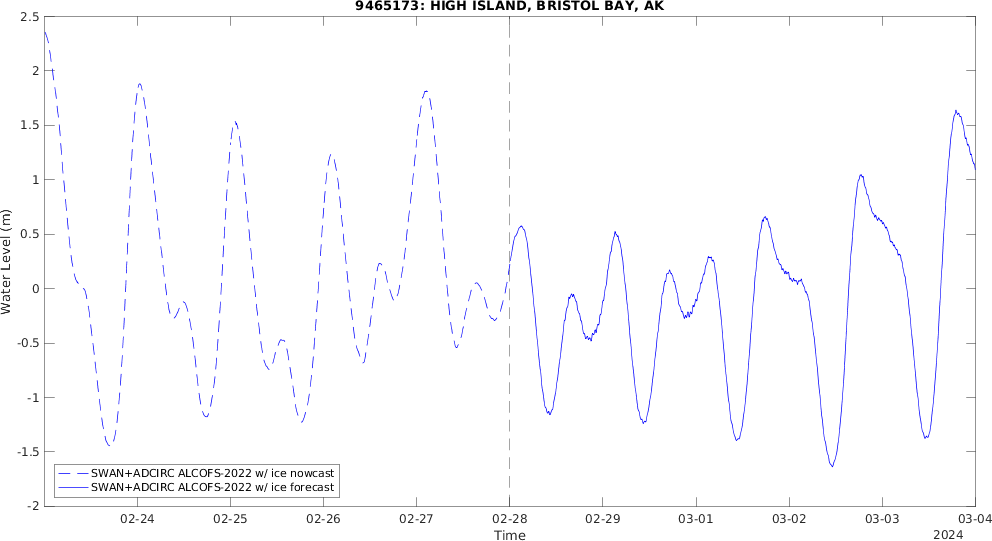 9465173: HIGH ISLAND, BRISTOL BAY, AK
2.5
2
1.5
1
0.5
0
-0.5
-1
-1.5
-2
Water Level (m)
SWAN+ADCIRC ALCOFS-2022 w/ ice nowcast
SWAN+ADCIRC ALCOFS-2022 w/ ice forecast
02-24 02-25 02-26 02-27 02-28 02-29 03-01 03-02 03-03 03-04
Time
2024